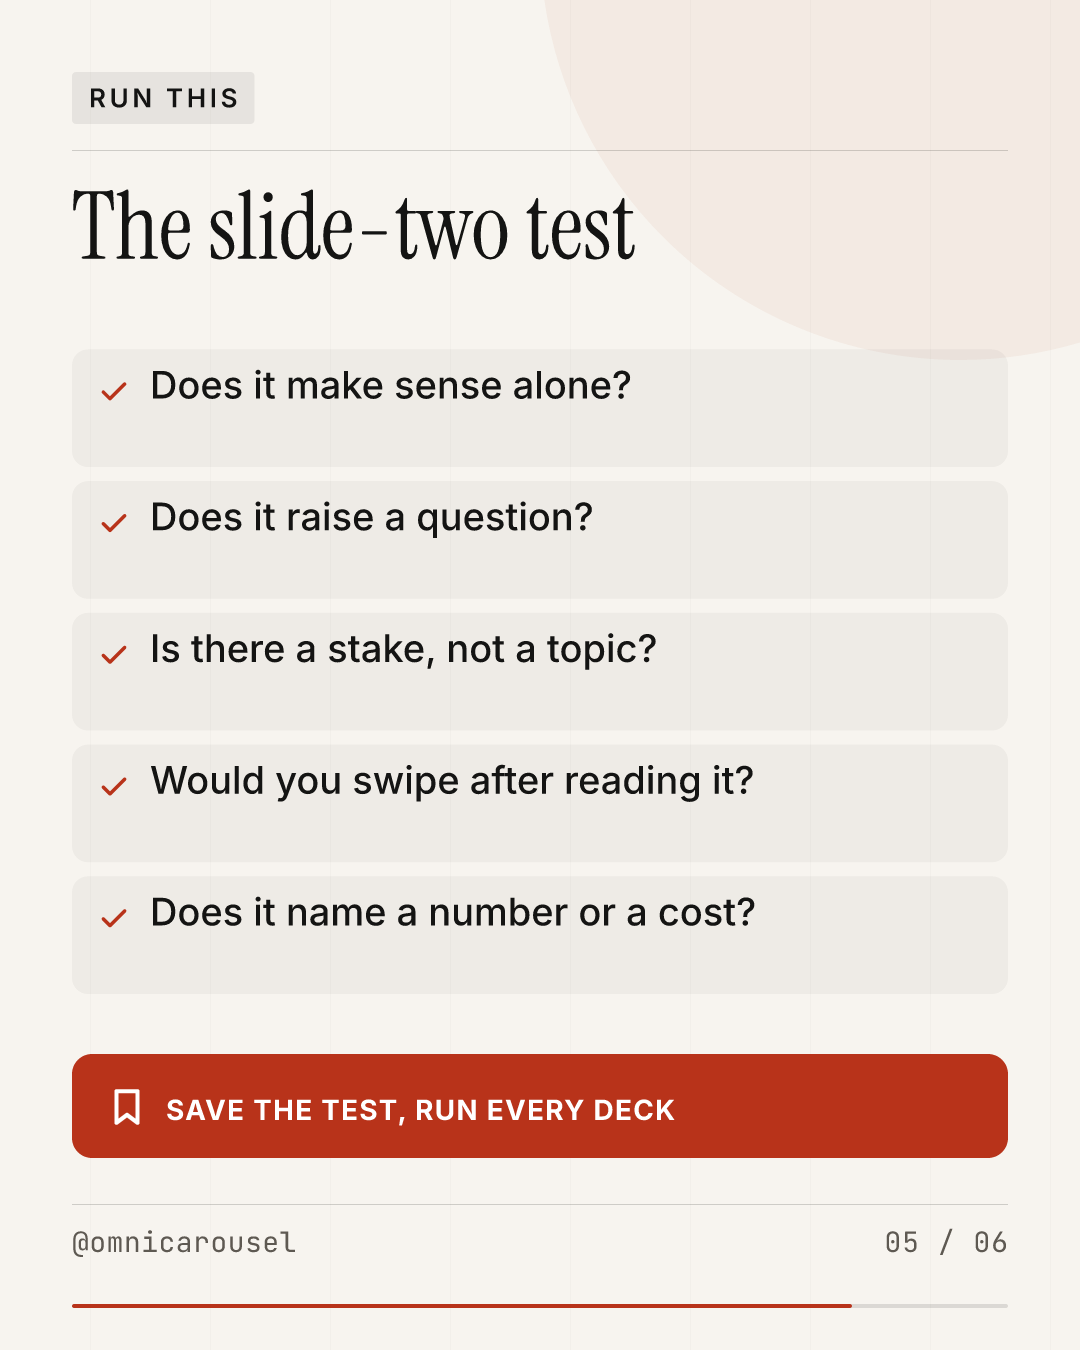 RUN THIS
The slide-two test
Does it make sense alone?
Does it raise a question?
Is there a stake, not a topic?
Would you swipe after reading it?
Does it name a number or a cost?
SAVE THE TEST, RUN EVERY DECK
@omnicarousel
05 / 06